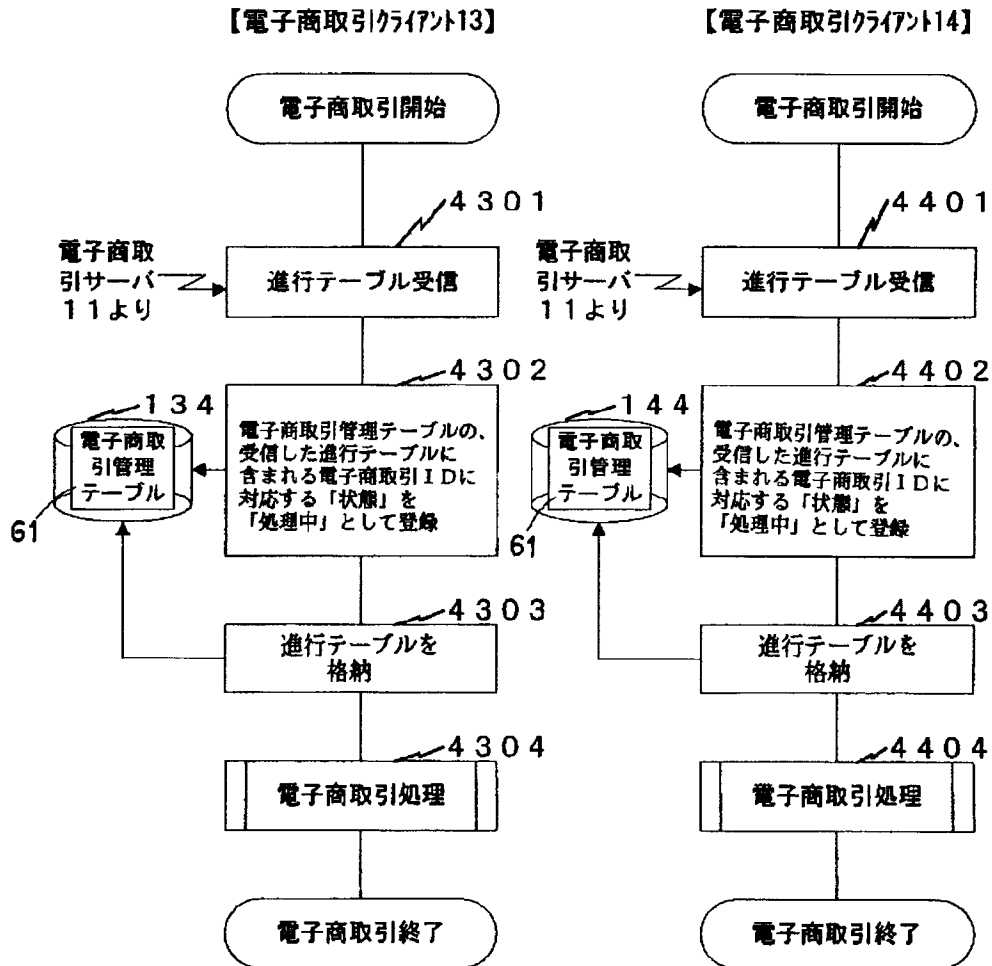 【電子商取引クライアント13】
電子商取引開始
4301
電子商取
引サーバ
11より
進行テーブル受信
4302
134
電子商取
引管理
テーブル
61
電子商取引管理テーブルの、
受信した進行テーブルに
含まれる電子商取引IDに
対応する「状態」を
「処理中」として登録
4303
進行テーブルを
格納
4304
電子商取引処理
電子商取引終了
【電子商取引クライアント14】
電子商取引開始
4401
電子商取
引サーバ
11より
進行テーブル受信
4402
144
電子商取
引管理
テーブル
61
電子商取引管理テーブルの、
受信した進行テーブルに
含まれる電子商取引IDに
対応する「状態」を
「処理中」として登録
4403
進行テーブルを
格納
4404
電子商取引処理
電子商取引終了